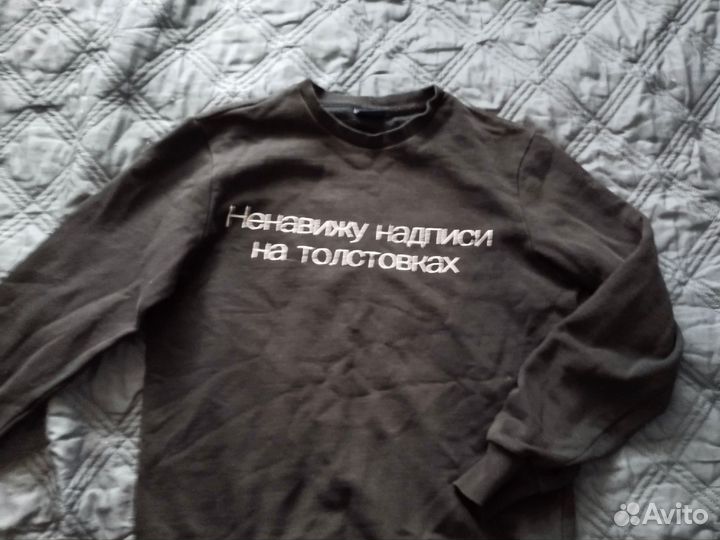 Ненавижу надписи
на толстовках
Avito